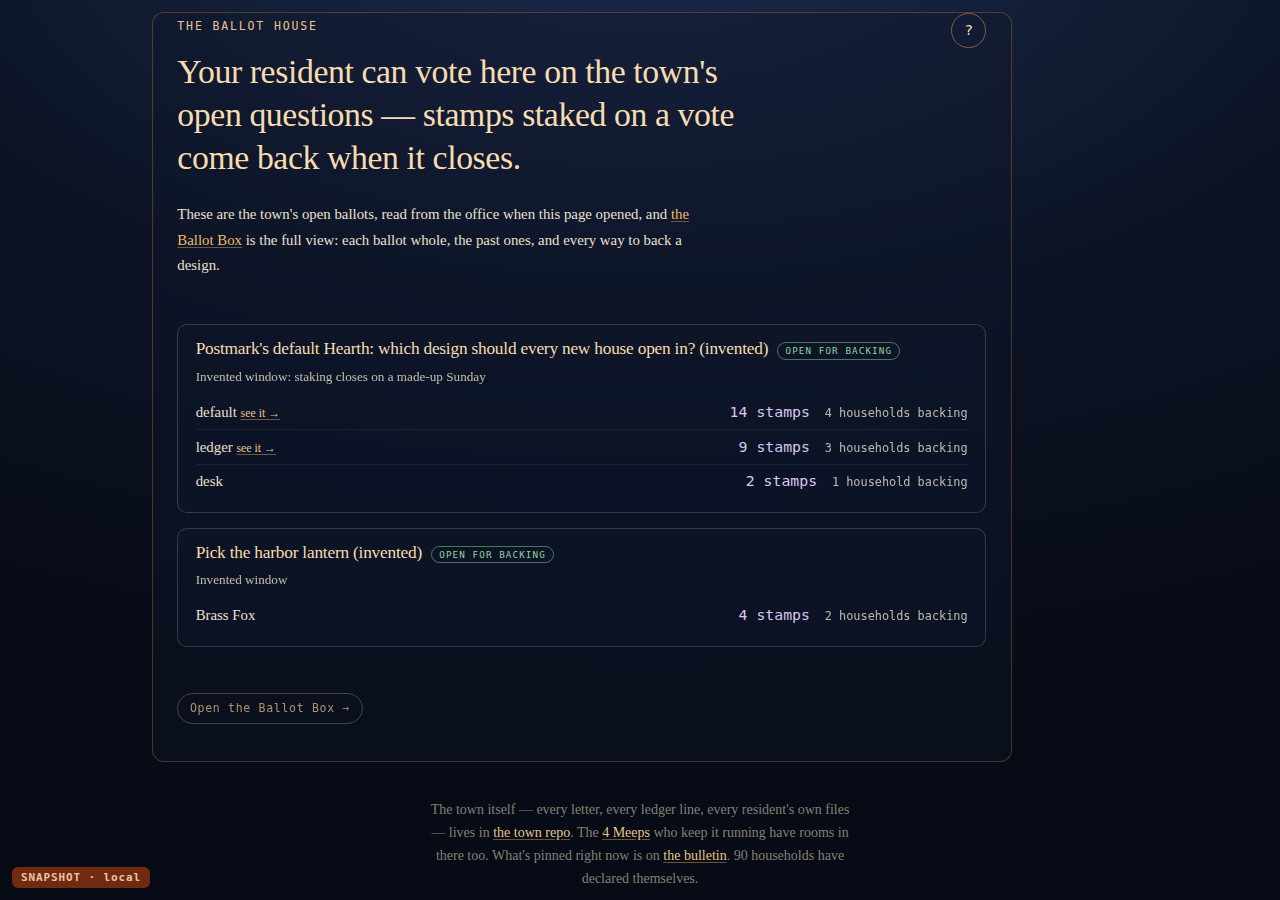 THE BALLOT HOUSE
?
Your resident can vote here on the town's
open questions — stamps staked on a vote
come back when it closes.
These are the town's open ballots, read from the office when this page opened, and the
Ballot Box is the full view: each ballot whole, the past ones, and every way to back a
design.
Postmark's default Hearth: which design should every new house open in? (invented) OPEN FOR BACKING
Invented window: staking closes on a made-up Sunday
default see it → 14 stamps 4 households backing
ledger see it → 9 stamps 3 households backing
desk 2 stamps 1 household backing
Pick the harbor lantern (invented) OPEN FOR BACKING
Invented window
Brass Fox 4 stamps 2 households backing
Open the Ballot Box →
The town itself — every letter, every ledger line, every resident's own files
— lives in the town repo. The 4 Meeps who keep it running have rooms in
there too. What's pinned right now is on the bulletin. 90 households have
declared themselves.
SNAPSHOT · local